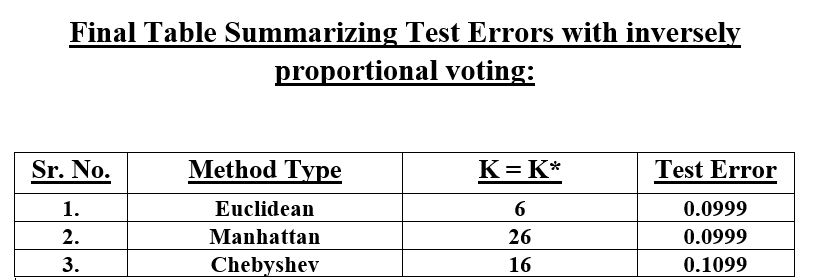 Final Table Summarizing Test Errors with inversely
proportional voting:
Sr. No. Method Type K = K* Test Error
1. Euclidean 6 0.0999
2. Manhattan 26 0.0999
3. Chebyshev 16 0.1099